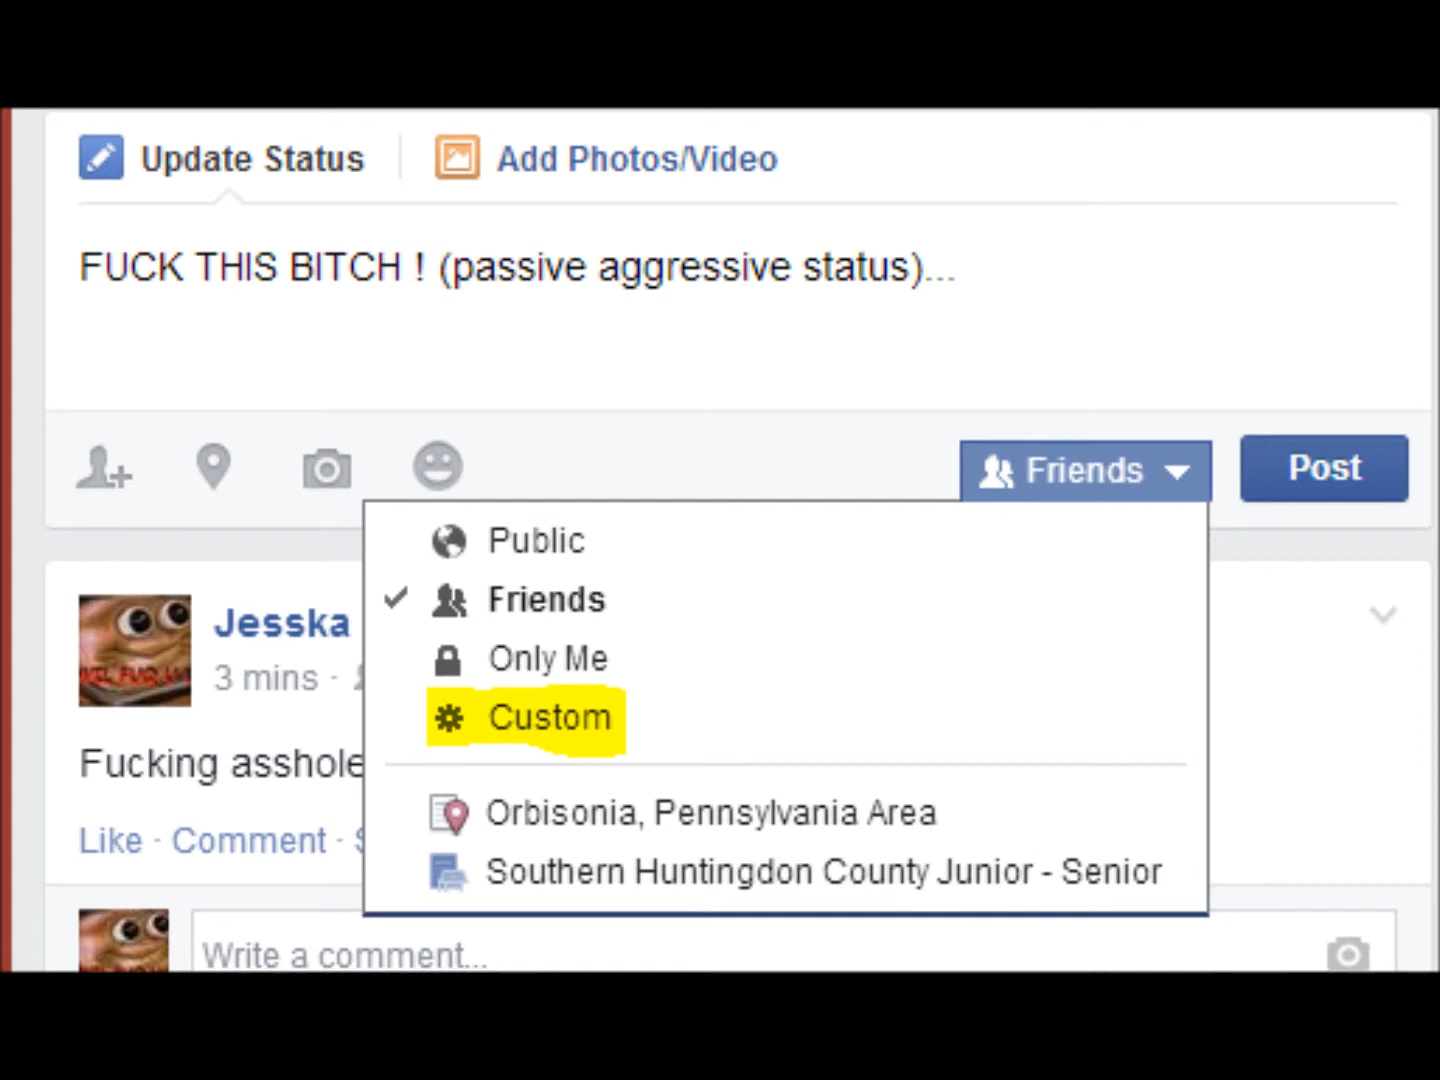 Update Status
Add Photos/Video
FUCK THIS BITCH ! (passive aggressive status)...
Friends
Post
Public
Friends
Only Me
Custom
Orbisonia, Pennsylvania Area
Southern Huntingdon County Junior - Senior
Jesska
3 mins ·
Fucking asshole
Like · Comment ·
Write a comment...